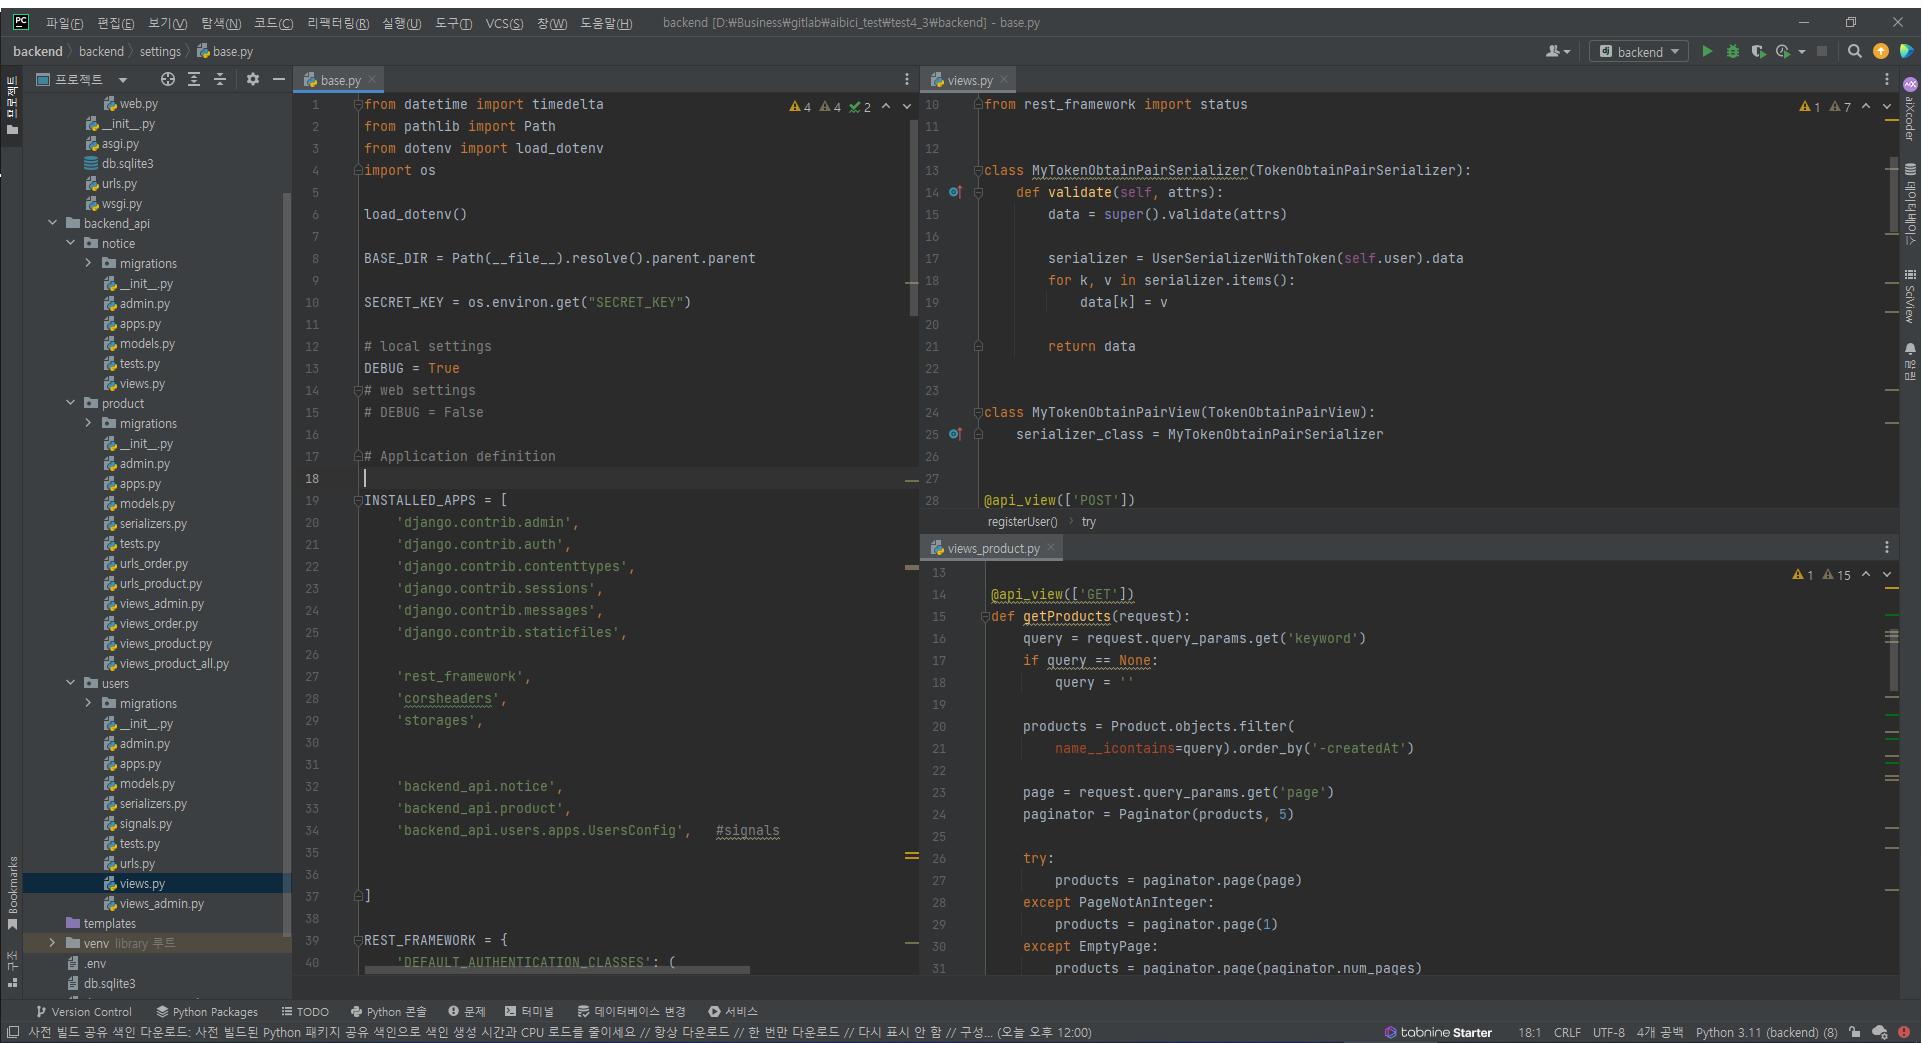 PC 파일(F) 편집(E) 보기(V) 탐색(N) 코드(C) 리팩터링(R) 실행(U) 도구(T) VCS(S) 창(W) 도움말(H) backend [D:₩Business₩gitlab₩aibici_test₩test4_3₩backend] - base.py
backend backend settings base.py
backend
프로젝트
web.py
__init__.py
asgi.py
db.sqlite3
urls.py
wsgi.py
backend_api
notice
migrations
__init__.py
admin.py
apps.py
models.py
tests.py
views.py
product
migrations
__init__.py
admin.py
apps.py
models.py
serializers.py
tests.py
urls_order.py
urls_product.py
views_admin.py
views_order.py
views_product.py
views_product_all.py
users
migrations
__init__.py
admin.py
apps.py
models.py
serializers.py
signals.py
tests.py
urls.py
views.py
views_admin.py
templates
venv library 루트
.env
db.sqlite3
프로젝트
Bookmarks
구조
base.py
4 4 2
1 from datetime import timedelta
2 from pathlib import Path
3 from dotenv import load_dotenv
4 import os
5
6 load_dotenv()
7
8 BASE_DIR = Path(__file__).resolve().parent.parent
9
10 SECRET_KEY = os.environ.get("SECRET_KEY")
11
12 # local settings
13 DEBUG = True
14 # web settings
15 # DEBUG = False
16
17 # Application definition
18
19 INSTALLED_APPS = [
20 'django.contrib.admin',
21 'django.contrib.auth',
22 'django.contrib.contenttypes',
23 'django.contrib.sessions',
24 'django.contrib.messages',
25 'django.contrib.staticfiles',
26
27 'rest_framework',
28 'corsheaders',
29 'storages',
30
31
32 'backend_api.notice',
33 'backend_api.product',
34 'backend_api.users.apps.UsersConfig', #signals
35
36
37 ]
38
39 REST_FRAMEWORK = {
40 'DEFAULT_AUTHENTICATION_CLASSES': (
views.py
1 7
10 from rest_framework import status
11
12
13 class MyTokenObtainPairSerializer(TokenObtainPairSerializer):
14 def validate(self, attrs):
15 data = super().validate(attrs)
16
17 serializer = UserSerializerWithToken(self.user).data
18 for k, v in serializer.items():
19 data[k] = v
20
21 return data
22
23
24 class MyTokenObtainPairView(TokenObtainPairView):
25 serializer_class = MyTokenObtainPairSerializer
26
27
28 @api_view(['POST'])
registerUser() try
views_product.py
1 15
13
14 @api_view(['GET'])
15 def getProducts(request):
16 query = request.query_params.get('keyword')
17 if query == None:
18 query = ''
19
20 products = Product.objects.filter(
21 name__icontains=query).order_by('-createdAt')
22
23 page = request.query_params.get('page')
24 paginator = Paginator(products, 5)
25
26 try:
27 products = paginator.page(page)
28 except PageNotAnInteger:
29 products = paginator.page(1)
30 except EmptyPage:
31 products = paginator.page(paginator.num_pages)
aiXcoder
데이터베이스
SciView
알림
Version Control Python Packages TODO Python 콘솔 문제 터미널 데이터베이스 변경 서비스
사전 빌드 공유 색인 다운로드: 사전 빌드된 Python 패키지 공유 색인으로 색인 생성 시간과 CPU 로드를 줄이세요 // 항상 다운로드 // 한 번만 다운로드 // 다시 표시 안 함 // 구성... (오늘 오후 12:00) tabnine Starter 18:1 CRLF UTF-8 4개 공백 Python 3.11 (backend) (8)